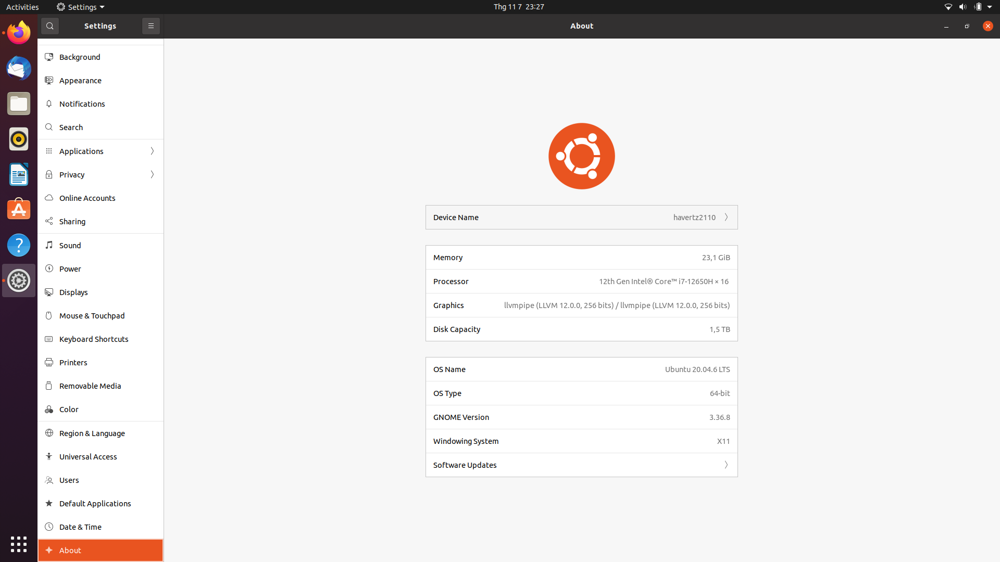 Activities
Settings
Thg 11 7 23:27
Settings
About
Background
Appearance
Notifications
Search
Applications
Privacy
Online Accounts
Sharing
Sound
Power
Displays
Mouse & Touchpad
Keyboard Shortcuts
Printers
Removable Media
Color
Region & Language
Universal Access
Users
Default Applications
Date & Time
About
Device Name havertz2110
Memory 23,1 GiB
Processor 12th Gen Intel® Core™ i7-12650H × 16
Graphics llvmpipe (LLVM 12.0.0, 256 bits) / llvmpipe (LLVM 12.0.0, 256 bits)
Disk Capacity 1,5 TB
OS Name Ubuntu 20.04.6 LTS
OS Type 64-bit
GNOME Version 3.36.8
Windowing System X11
Software Updates